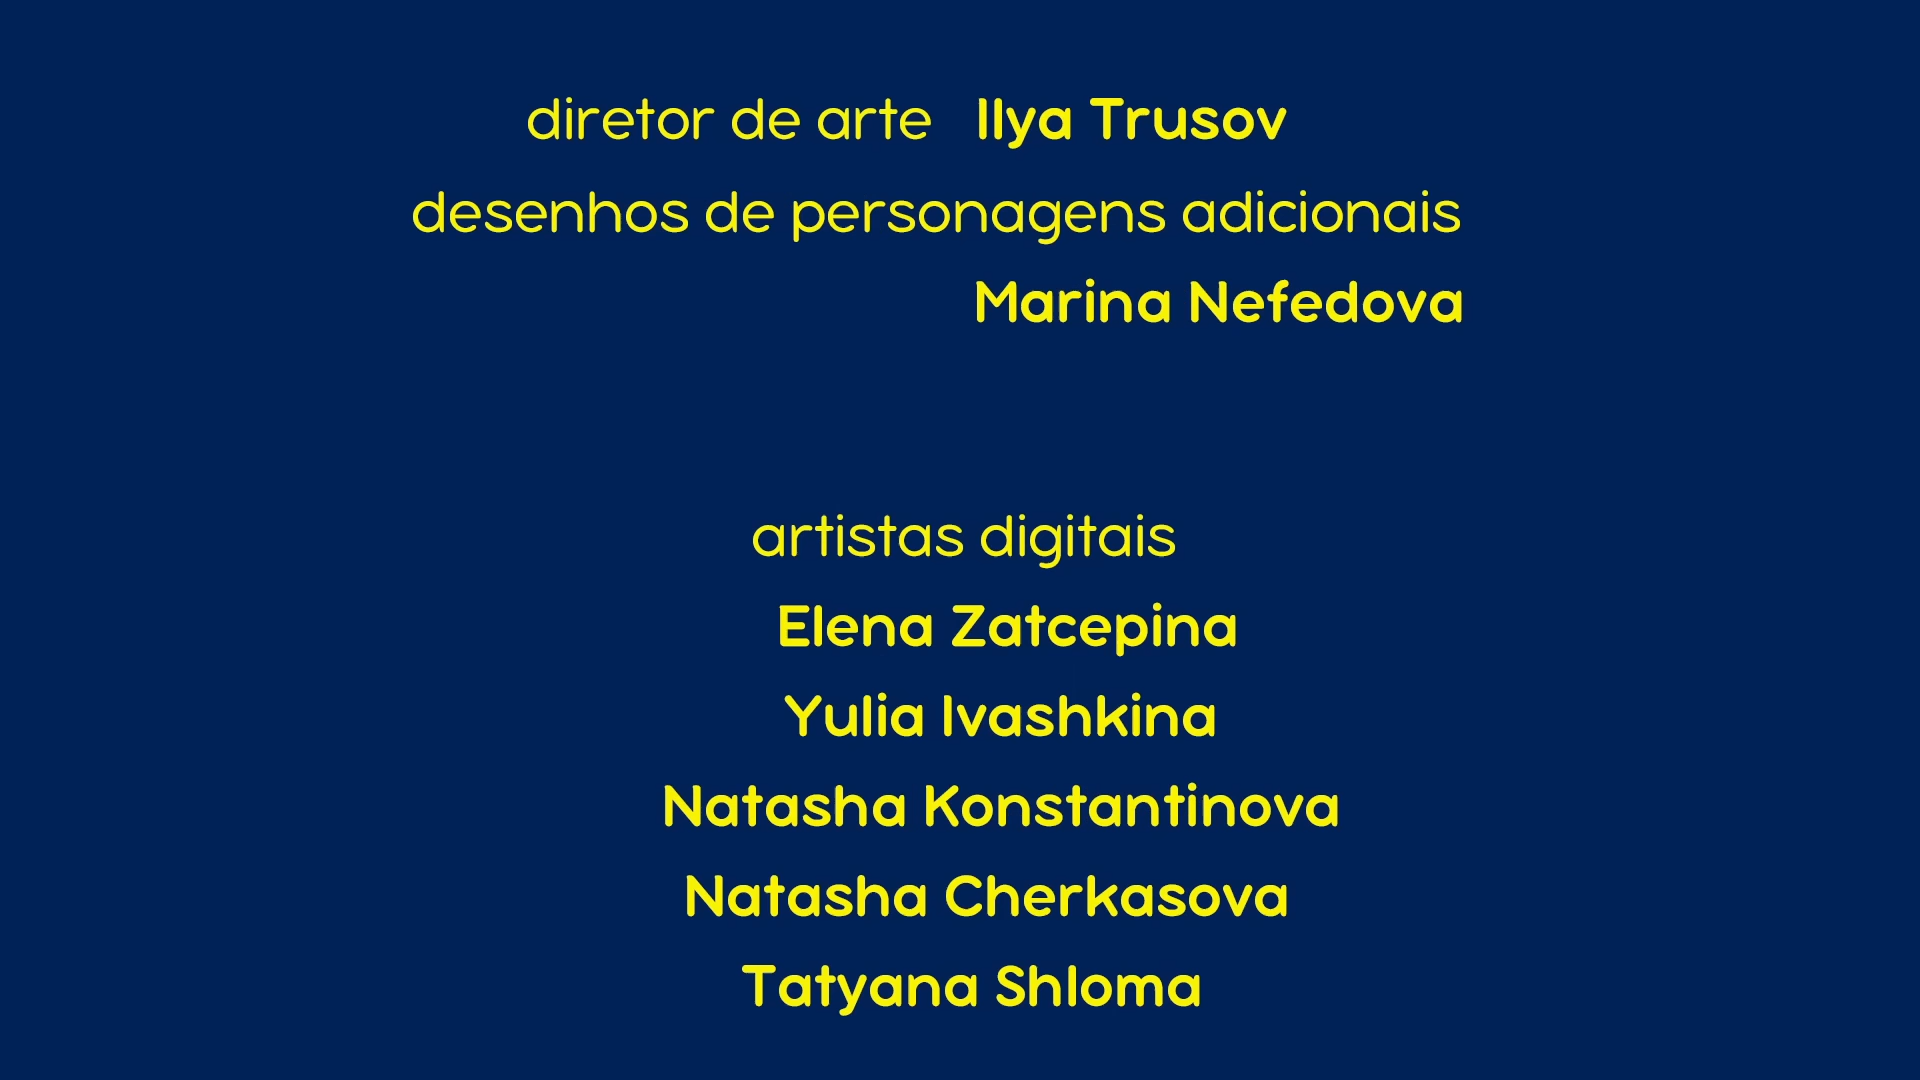 diretor de arte Ilya Trusov
desenhos de personagens adicionais
Marina Nefedova
artistas digitais
Elena Zatcepina
Yulia Ivashkina
Natasha Konstantinova
Natasha Cherkasova
Tatyana Shloma